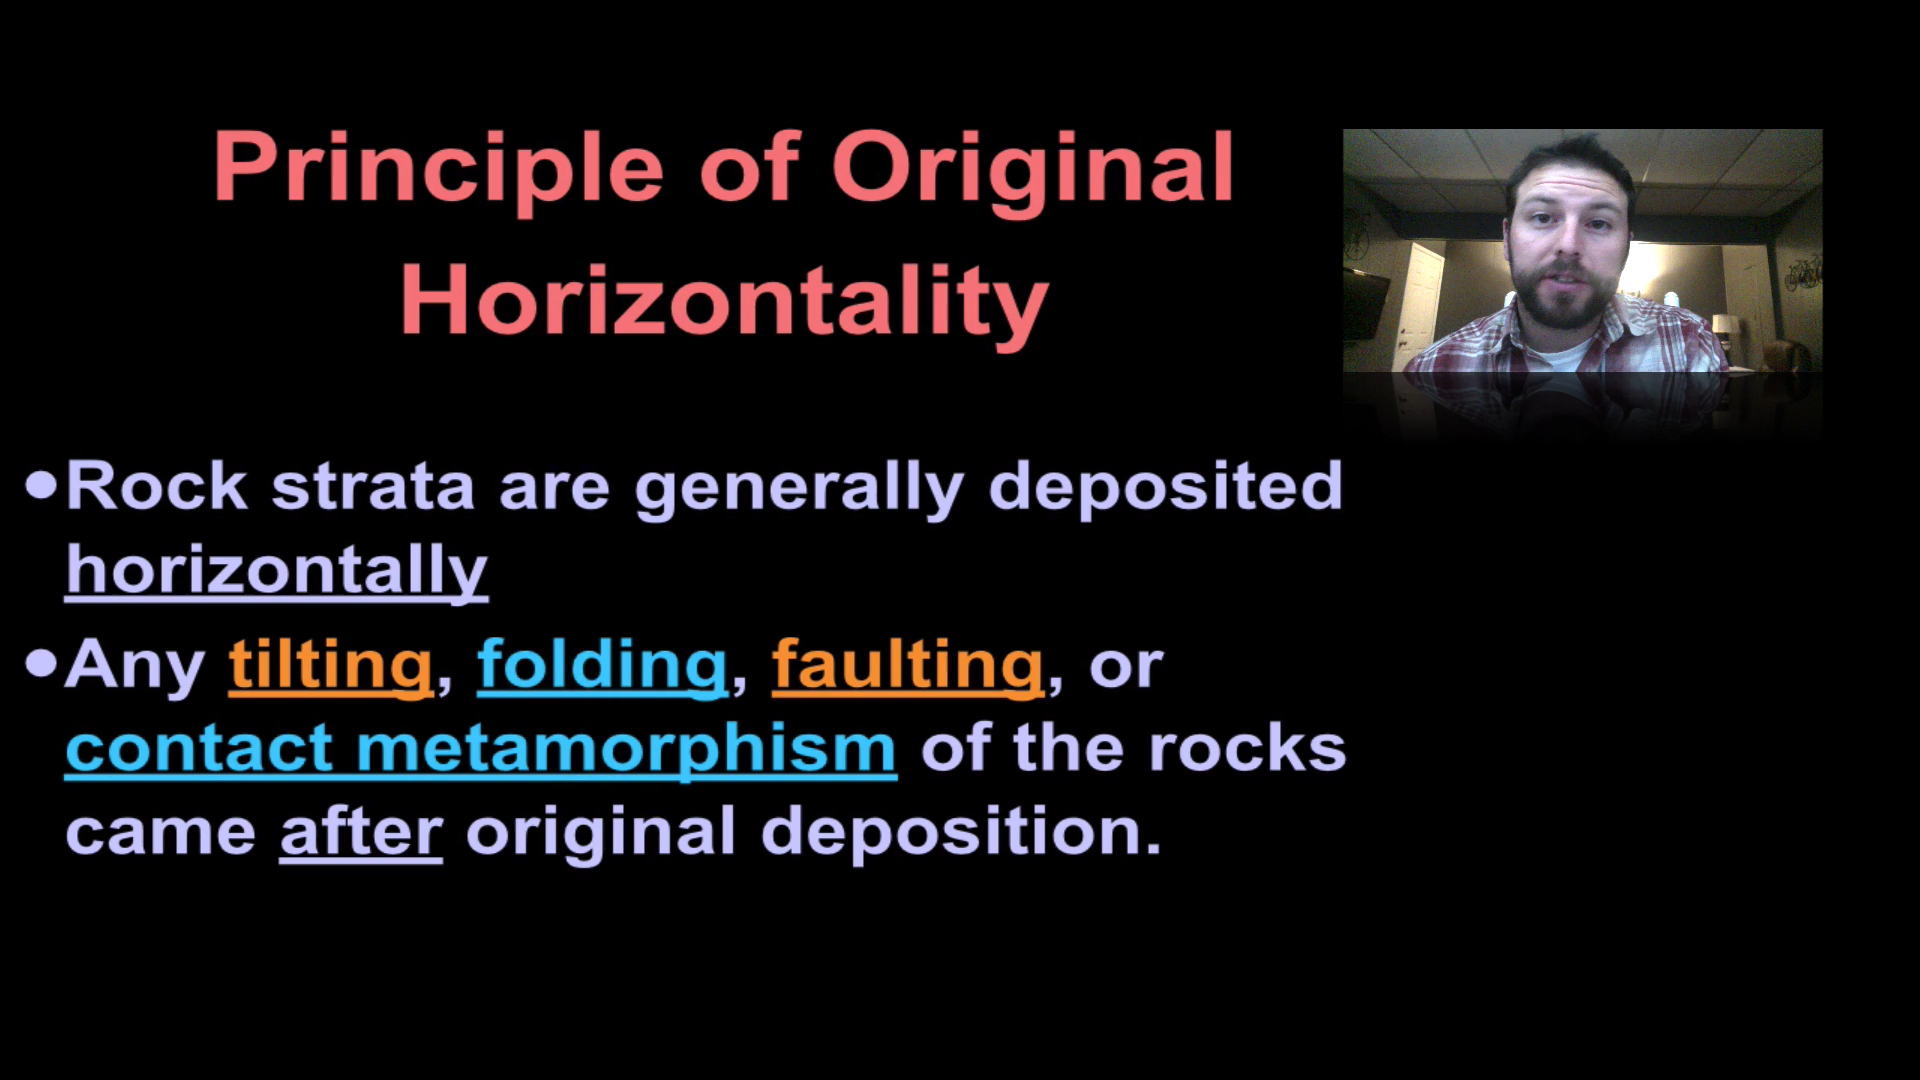 Principle of Original
Horizontality
•Rock strata are generally deposited
horizontally
•Any tilting, folding, faulting, or
contact metamorphism of the rocks
came after original deposition.